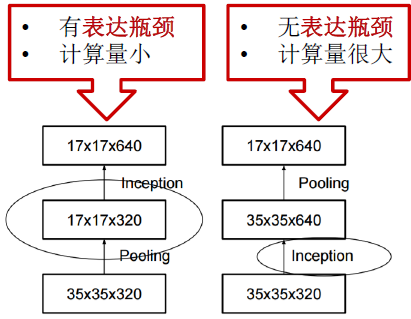 • 有表达瓶颈
• 计算量小
• 无表达瓶颈
• 计算量很大
17x17x640
Inception
17x17x320
Pooling
35x35x320
17x17x640
Pooling
35x35x640
Inception
35x35x320